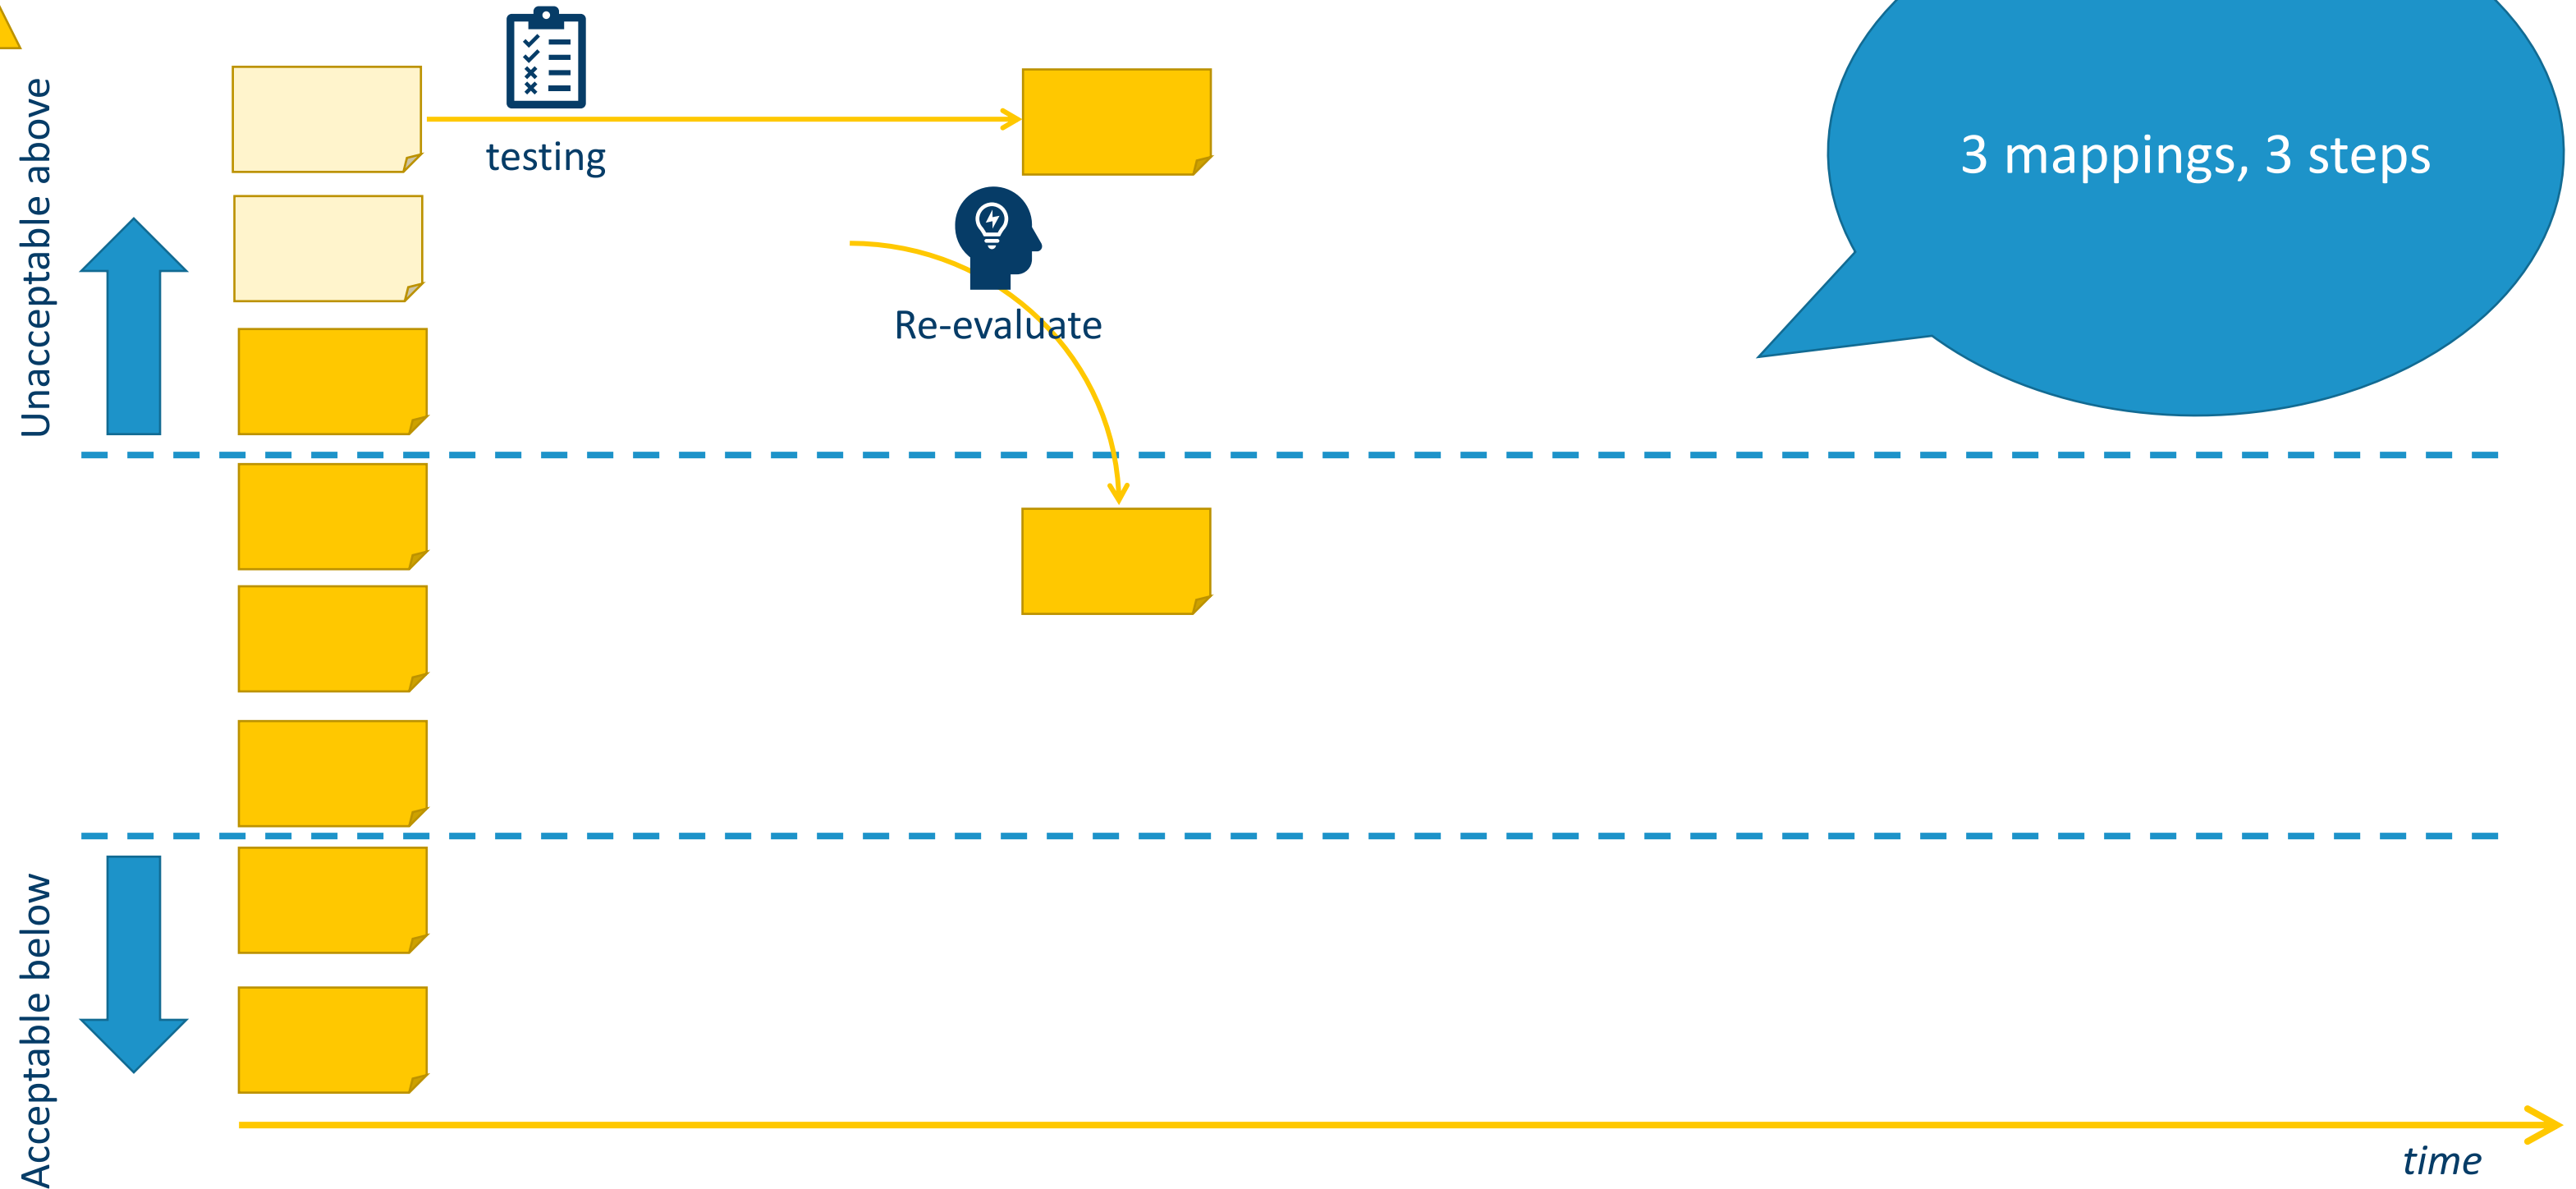 Unacceptable above
testing
3 mappings, 3 steps
Re-evaluate
Acceptable below
time